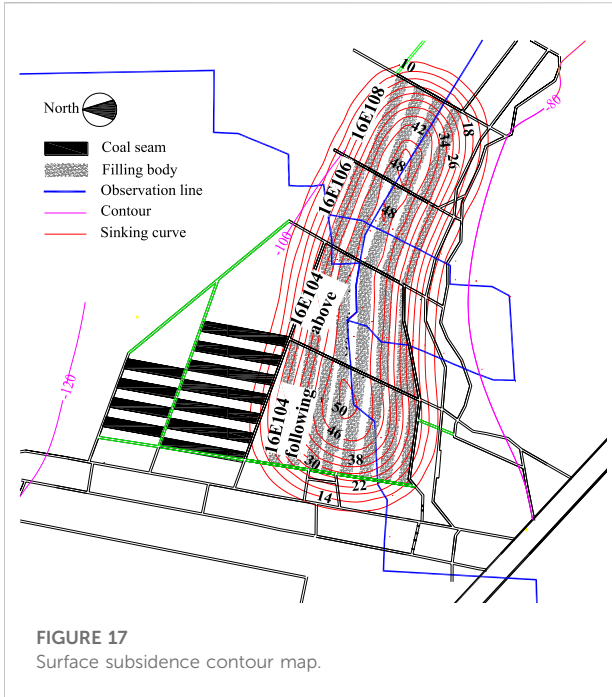 10
16E108
18
-80
42
34
26
48
North
Coal seam
Filling body
Observation line
Contour
Sinking curve
16E106
48
-100
16E104
above
-120
16E104
following
50
46
30
38
22
14
FIGURE 17
Surface subsidence contour map.